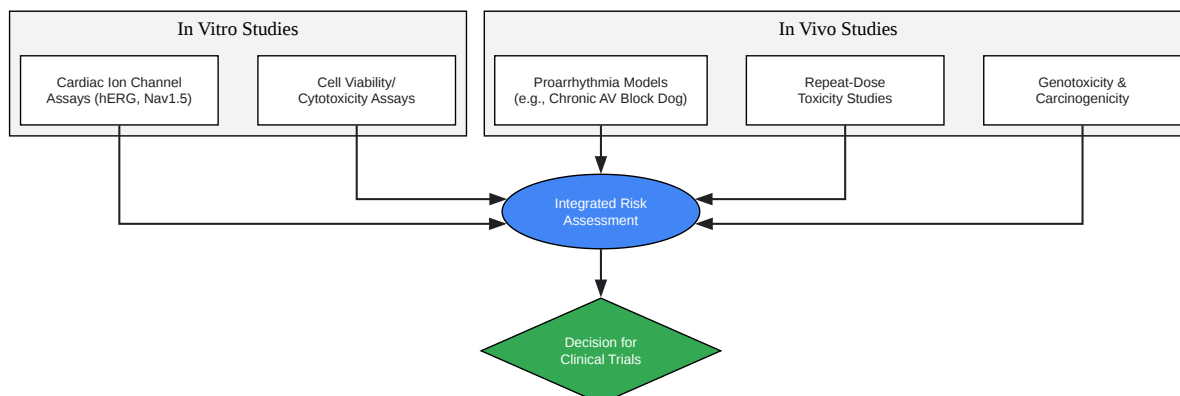 In Vitro Studies
In Vivo Studies
Cardiac Ion Channel
Assays (hERG, Nav1.5)
Cell Viability/
Cytotoxicity Assays
Proarrhythmia Models
(e.g., Chronic AV Block Dog)
Repeat-Dose
Toxicity Studies
Genotoxicity &
Carcinogenicity
Integrated Risk
Assessment
Decision for
Clinical Trials